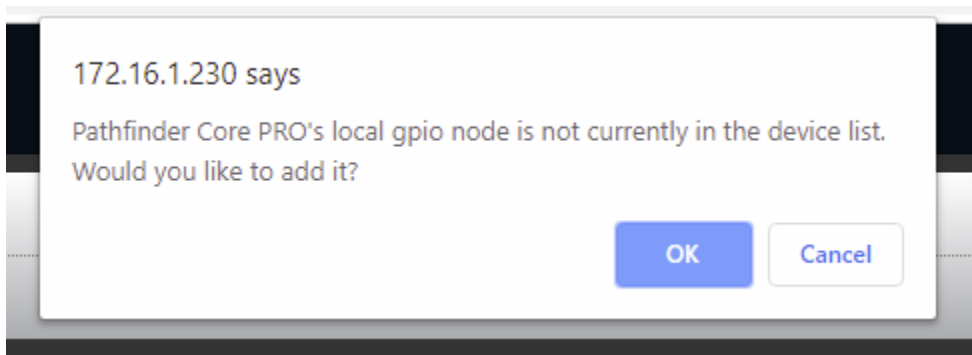 172.16.1.230 says
Pathfinder Core PRO's local gpio node is not currently in the device list.
Would you like to add it?
OK
Cancel